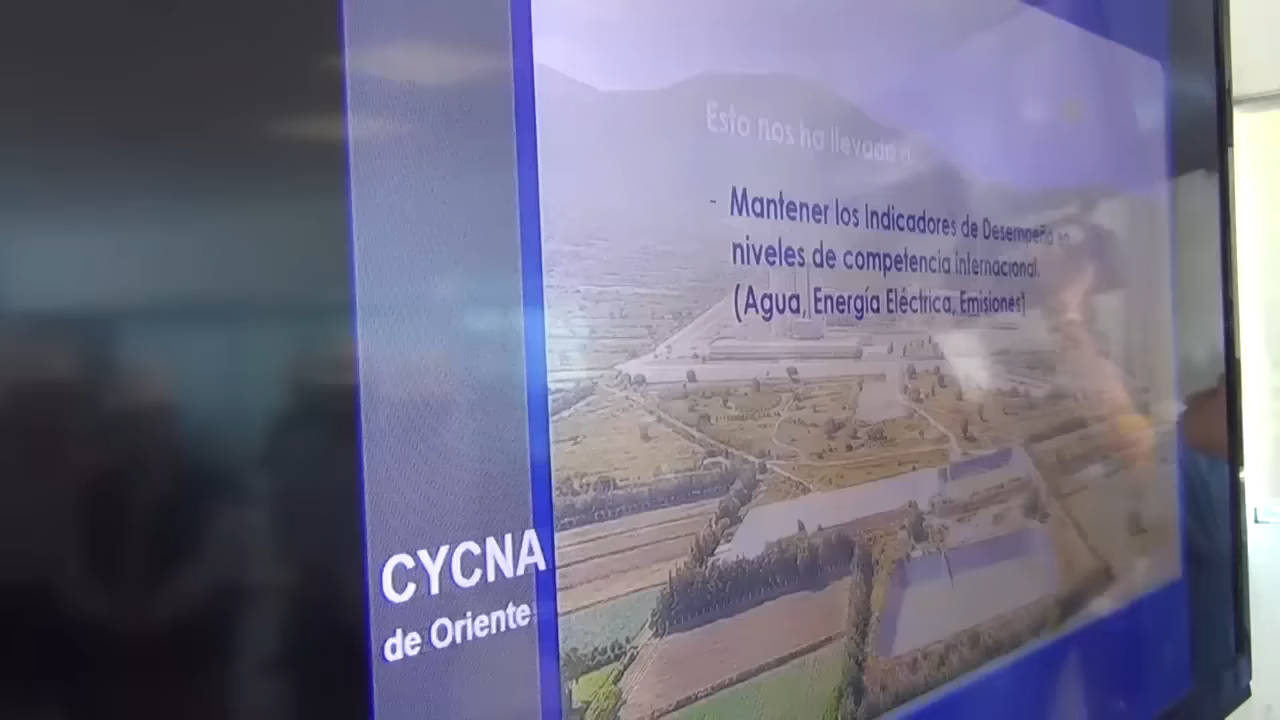 Esto nos ha llevado a
- Mantener los Indicadores de Desempeño en
niveles de competencia internacional.
(Agua, Energía Eléctrica, Emisiones)
CYCNA
de Oriente